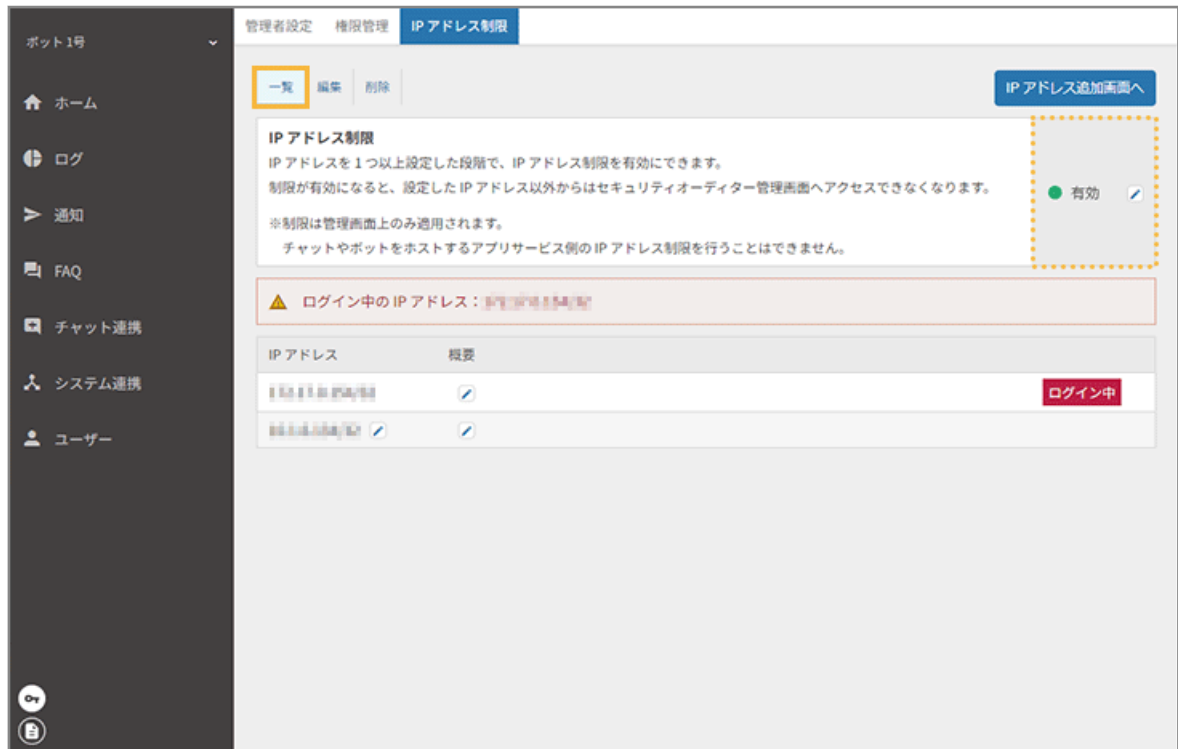 ボット1号
ホーム
ログ
通知
FAQ
チャット連携
システム連携
ユーザー
管理者設定 権限管理 IP アドレス制限
一覧 編集 削除
IP アドレス追加画面へ
IP アドレス制限
IP アドレスを 1 つ以上設定した段階で、IP アドレス制限を有効にできます。
制限が有効になると、設定した IP アドレス以外からはセキュリティオーディター管理画面へアクセスできなくなります。
※制限は管理画面上のみ適用されます。
チャットやボットをホストするアプリサービス側の IP アドレス制限を行うことはできません。
有効
ログイン中の IP アドレス：
IP アドレス 概要
ログイン中